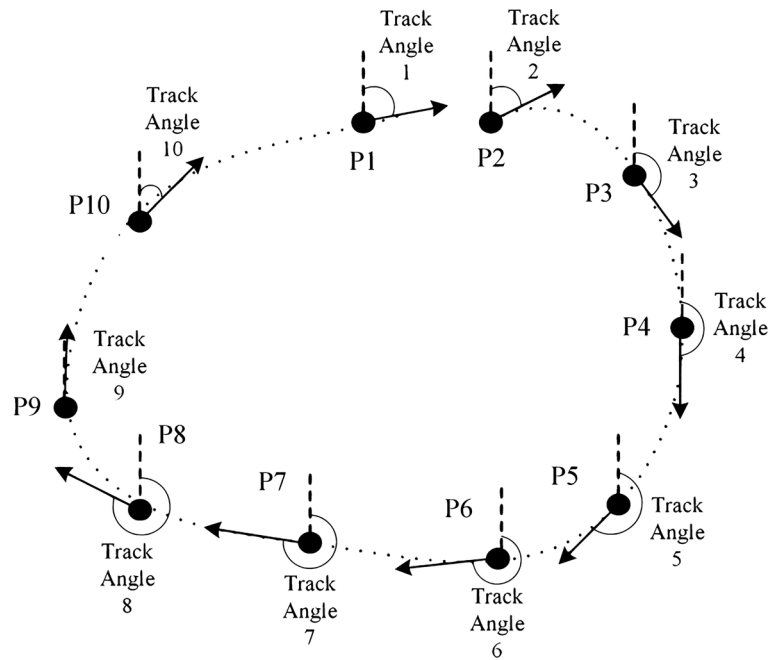 Track
Angle
1
P1
Track
Angle
2
P2
Track
Angle
3
P3
Track
Angle
4
P4
Track
Angle
5
P5
Track
Angle
6
P6
Track
Angle
7
P7
Track
Angle
8
P8
Track
Angle
9
P9
Track
Angle
10
P10